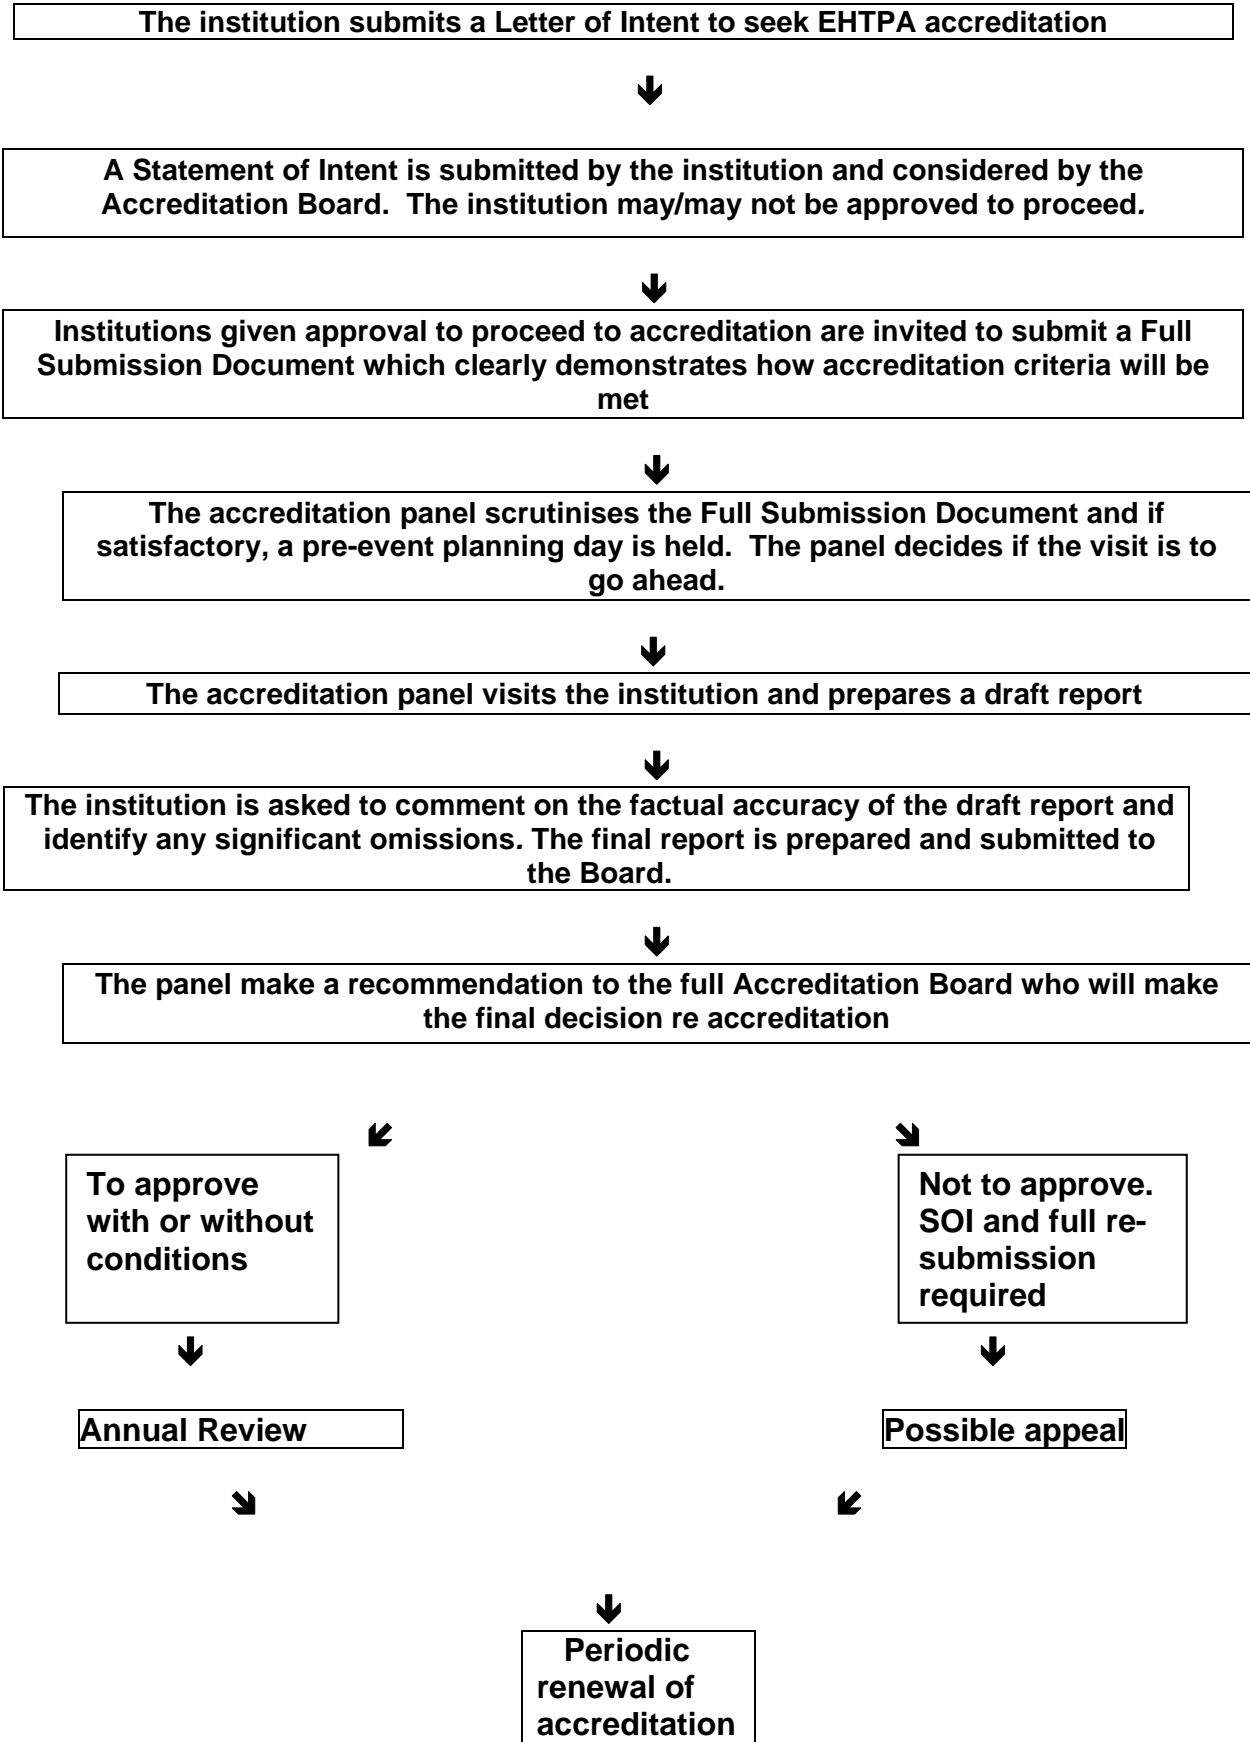 The institution submits a Letter of Intent to seek EHTPA accreditation
A Statement of Intent is submitted by the institution and considered by the
Accreditation Board.  The institution may/may not be approved to proceed.
Institutions given approval to proceed to accreditation are invited to submit a Full
Submission Document which clearly demonstrates how accreditation criteria will be
met
The accreditation panel scrutinises the Full Submission Document and if
satisfactory, a pre-event planning day is held.  The panel decides if the visit is to
go ahead.
The accreditation panel visits the institution and prepares a draft report
The institution is asked to comment on the factual accuracy of the draft report and
identify any significant omissions. The final report is prepared and submitted to
the Board.
The panel make a recommendation to the full Accreditation Board who will make
the final decision re accreditation
To approve
with or without
conditions
Not to approve.
SOI and full re-
submission
required
Annual Review
Possible appeal
Periodic
renewal of
accreditation